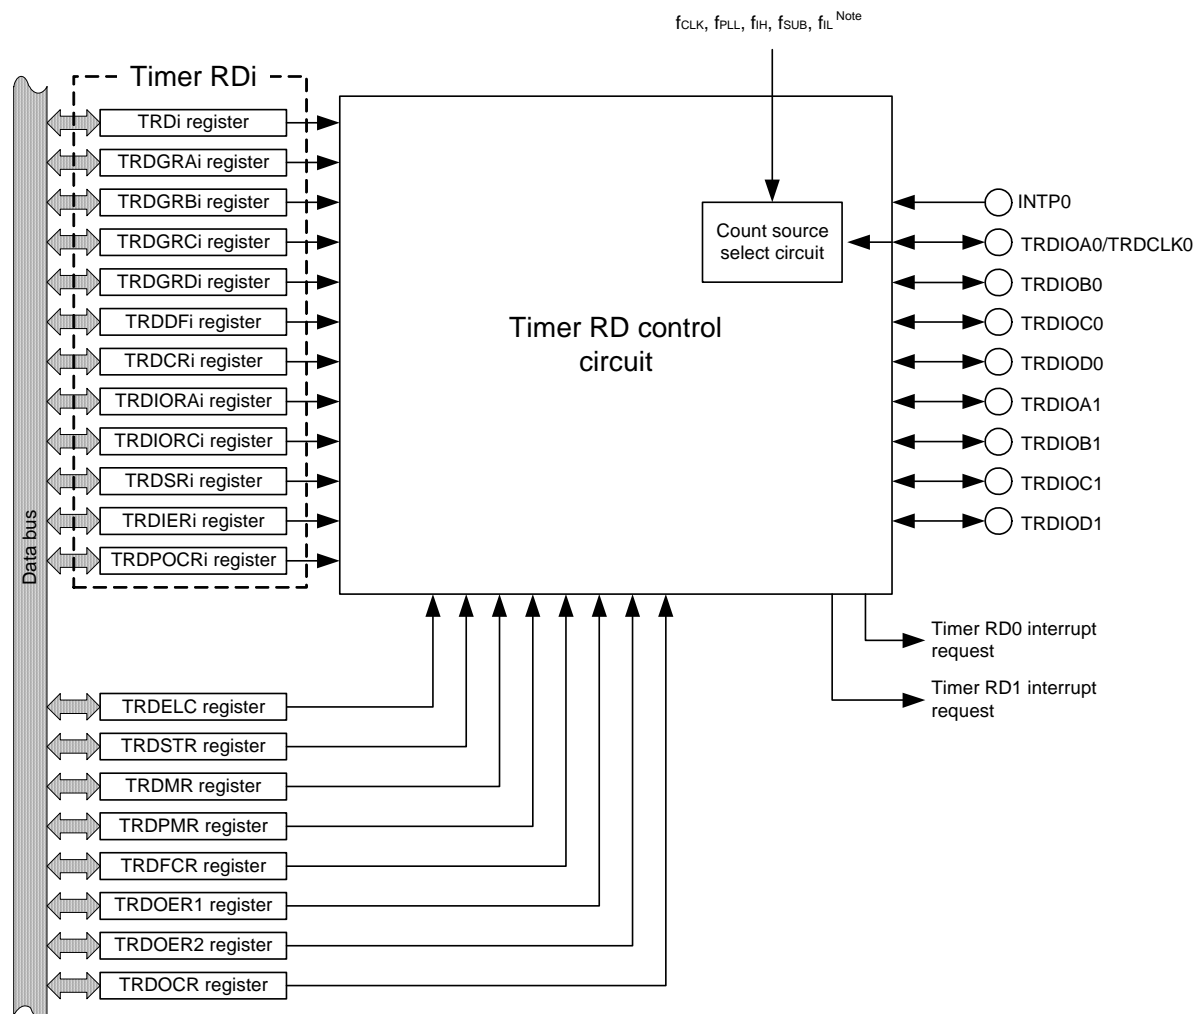 fCLK, fPLL, fIH, fSUB, fIL Note
Timer RDi
TRDi register
TRDGRAi register
TRDGRBi register
TRDGRCi register
TRDGRDi register
TRDDFi register
TRDCRi register
TRDIORAi register
TRDIORCi register
TRDSRi register
TRDIERi register
TRDPOCRi register
Data bus
Count source
select circuit
Timer RD control
circuit
INTP0
TRDIOA0/TRDCLK0
TRDIOB0
TRDIOC0
TRDIOD0
TRDIOA1
TRDIOB1
TRDIOC1
TRDIOD1
Timer RD0 interrupt
request
Timer RD1 interrupt
request
TRDELC register
TRDSTR register
TRDMR register
TRDPMR register
TRDFCR register
TRDOER1 register
TRDOER2 register
TRDOCR register